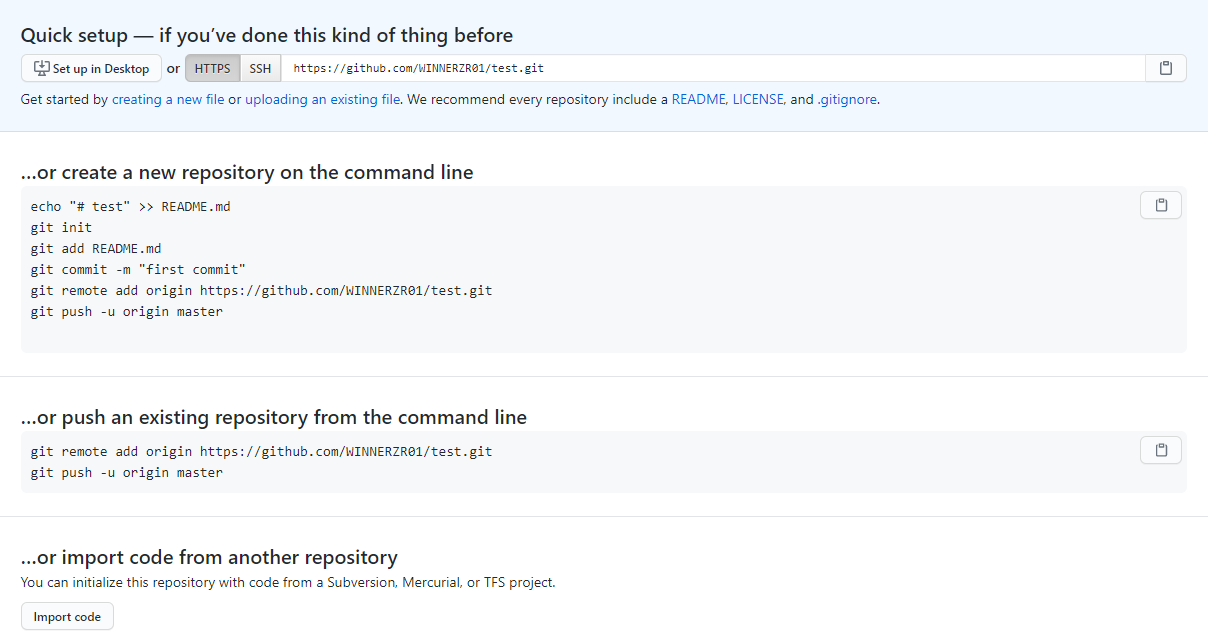 Quick setup — if you’ve done this kind of thing before
Set up in Desktop or HTTPS SSH https://github.com/WINNERZR01/test.git
Get started by creating a new file or uploading an existing file. We recommend every repository include a README, LICENSE, and .gitignore.
…or create a new repository on the command line
echo "# test" >> README.md
git init
git add README.md
git commit -m "first commit"
git remote add origin https://github.com/WINNERZR01/test.git
git push -u origin master
…or push an existing repository from the command line
git remote add origin https://github.com/WINNERZR01/test.git
git push -u origin master
…or import code from another repository
You can initialize this repository with code from a Subversion, Mercurial, or TFS project.
Import code